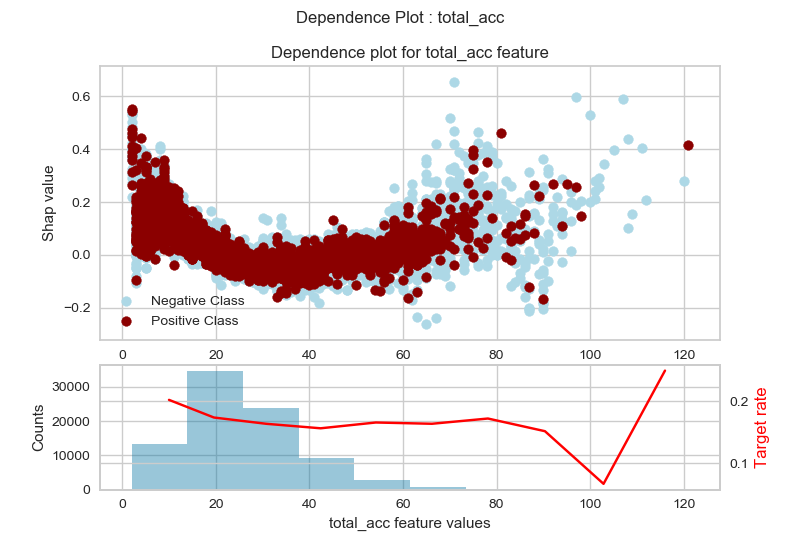 Dependence Plot : total_acc
Dependence plot for total_acc feature
Shap value
0.6
0.4
0.2
0.0
−0.2
Negative Class
Positive Class
0 20 40 60 80 100 120
Counts
30000
20000
10000
0
0.2
0.1
Target rate
0 20 40 60 80 100 120
total_acc feature values